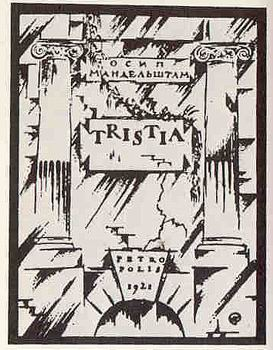 ОСИП
МАНДЕЛЬШТАМ
TRISTIA
PETRO
POLIS
1921